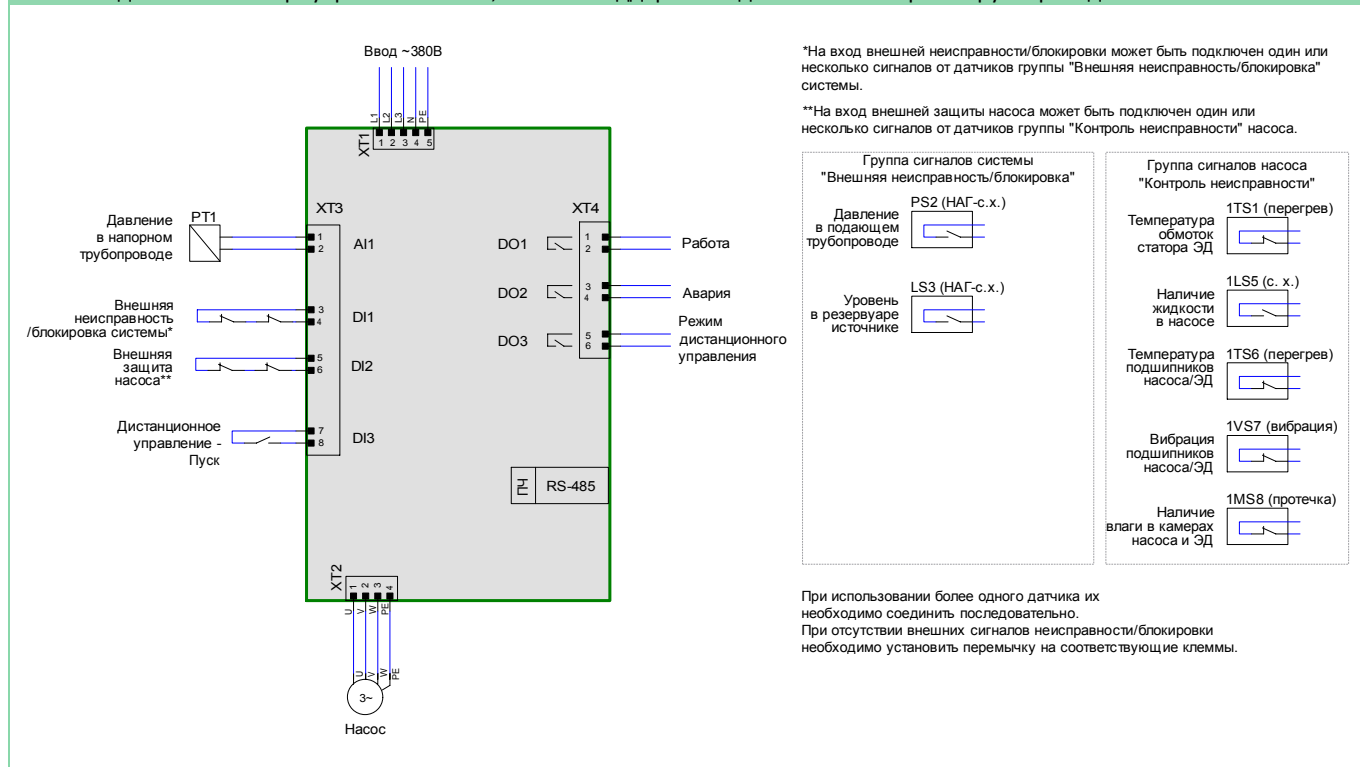 Ввод ~380В
L1
L2
L3
N
PE
XT1
1 2 3 4 5
XT3
XT4
Давление
в напорном
трубопроводе
PT1
1
2
AI1
Внешняя
неисправность
/блокировка системы*
3
4
DI1
Внешняя
защита
насоса**
5
6
DI2
Дистанционное
управление -
Пуск
7
8
DI3
DO1
1
2
Работа
DO2
3
4
Авария
DO3
5
6
Режим
дистанционного
управления
ПЧ
RS-485
XT2
1
2
3
4
U
V
W
PE
U
V
W
PE
3~
Насос
*На вход внешней неисправности/блокировки может быть подключен один или
несколько сигналов от датчиков группы "Внешняя неисправность/блокировка"
системы.
**На вход внешней защиты насоса может быть подключен один или
несколько сигналов от датчиков группы "Контроль неисправности" насоса.
Группа сигналов системы
"Внешняя неисправность/блокировка"
Давление
в подающем
трубопроводе
PS2 (НАГ-с.х.)
Уровень
в резервуаре
источнике
LS3 (НАГ-с.х.)
Группа сигналов насоса
"Контроль неисправности"
Температура
обмоток
статора ЭД
1TS1 (перегрев)
Наличие
жидкости
в насосе
1LS5 (с. х.)
Температура
подшипников
насоса/ЭД
1TS6 (перегрев)
Вибрация
подшипников
насоса/ЭД
1VS7 (вибрация)
Наличие
влаги в камерах
насоса и ЭД
1MS8 (протечка)
При использовании более одного датчика их
необходимо соединить последовательно.
При отсутствии внешних сигналов неисправности/блокировки
необходимо установить перемычку на соответствующие клеммы.